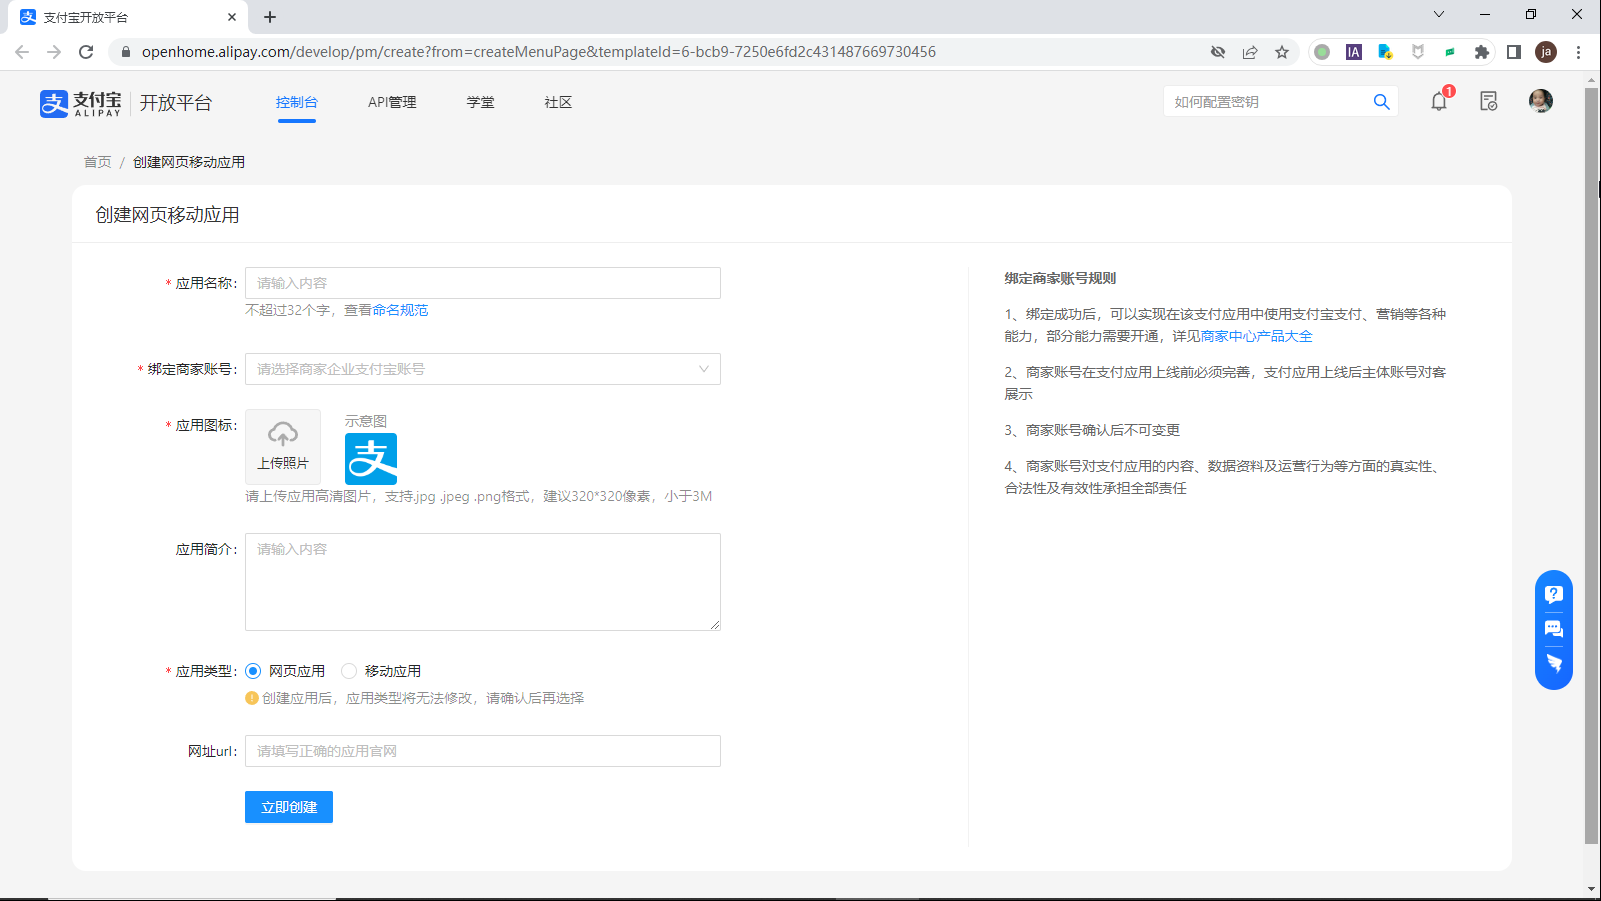 支付宝开放平台
openhome.alipay.com/develop/pm/create?from=createMenuPage&templateId=6-bcb9-7250e6fd2c431487669730456
IA
ja
支 支付宝 ALIPAY 开放平台 控制台 API管理 学堂 社区 如何配置密钥 1
首页 / 创建网页移动应用
创建网页移动应用
* 应用名称: 请输入内容
不超过32个字，查看命名规范
* 绑定商家账号: 请选择商家企业支付宝账号
* 应用图标: 上传照片 示意图
支
请上传应用高清图片，支持.jpg .jpeg .png格式，建议320*320像素，小于3M
应用简介: 请输入内容
* 应用类型: 网页应用 移动应用
创建应用后，应用类型将无法修改，请确认后再选择
网址url: 请填写正确的应用官网
立即创建
绑定商家账号规则
1、绑定成功后，可以实现在该支付应用中使用支付宝支付、营销等各种
能力，部分能力需要开通，详见商家中心产品大全
2、商家账号在支付应用上线前必须完善，支付应用上线后主体账号对客
展示
3、商家账号确认后不可变更
4、商家账号对支付应用的内容、数据资料及运营行为等方面的真实性、
合法性及有效性承担全部责任